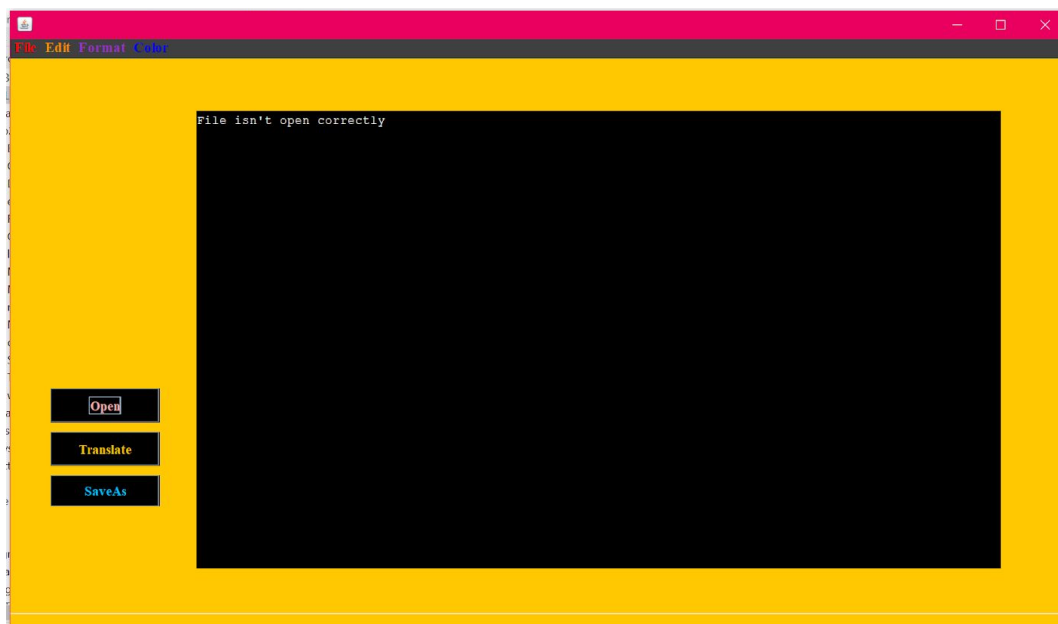 File Edit Format Color
File isn't open correctly
Open
Translate
SaveAs